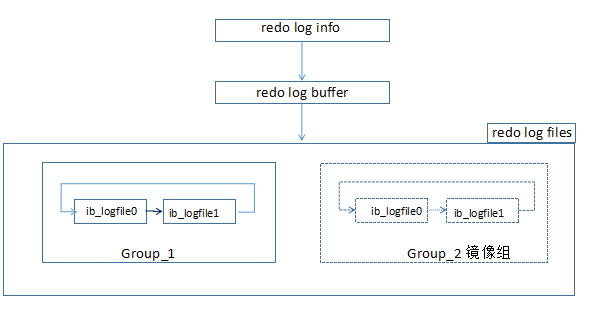 redo log info
redo log buffer
redo log files
ib_logfile0
ib_logfile1
Group_1
ib_logfile0
ib_logfile1
Group_2 镜像组